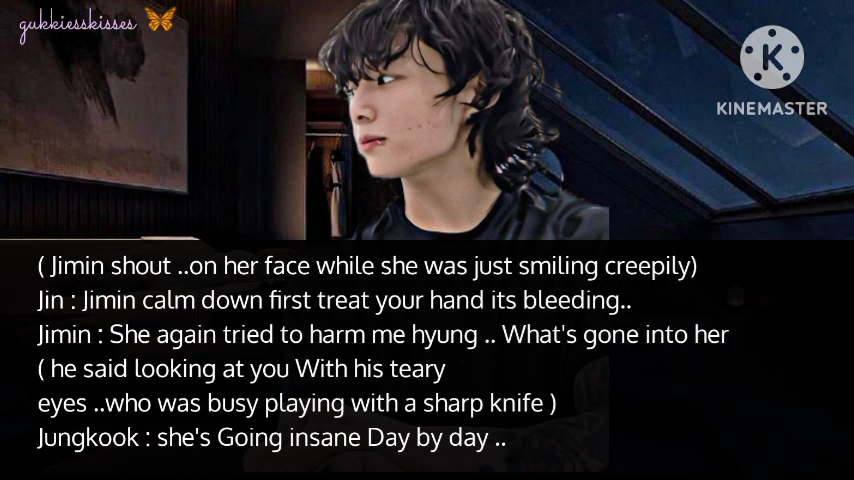 gukkiesskisses 🦋
KINEMASTER
( Jimin shout ..on her face while she was just smiling creepily)
Jin : Jimin calm down first treat your hand its bleeding..
Jimin : She again tried to harm me hyung .. What's gone into her
( he said looking at you With his teary
eyes ..who was busy playing with a sharp knife )
Jungkook : she's Going insane Day by day ..